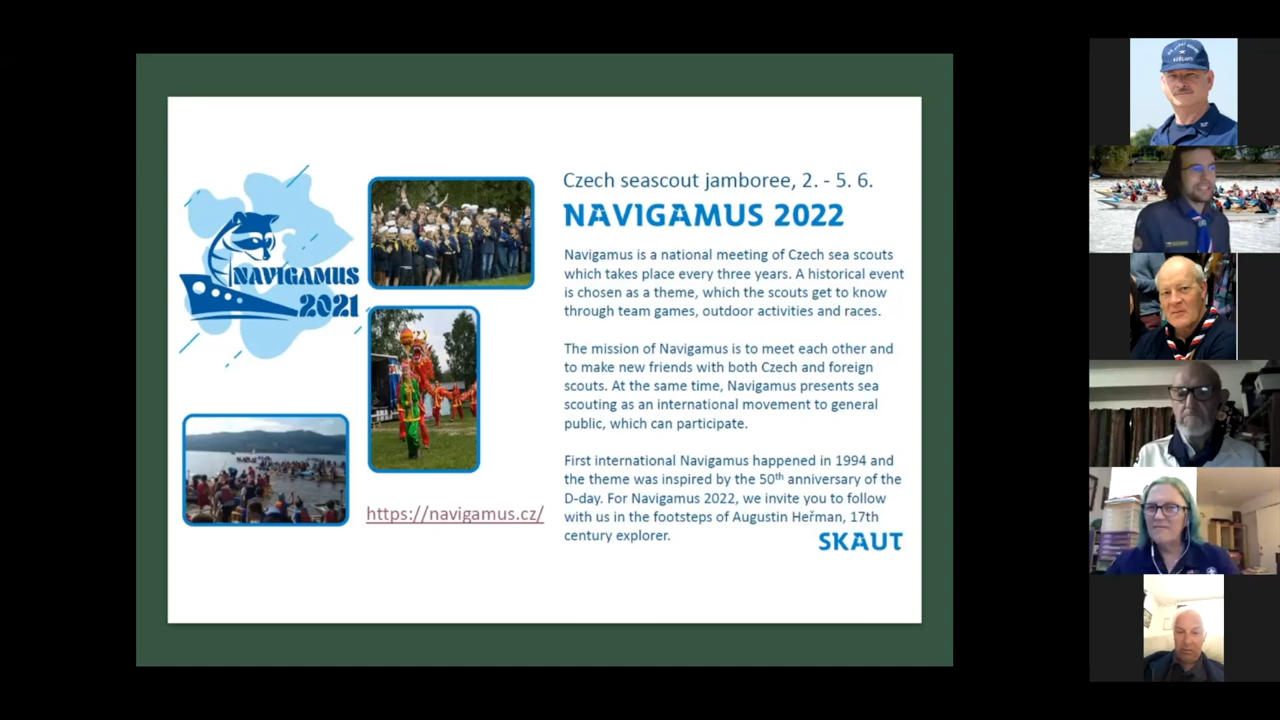 NAVIGAMUS
2021
https://navigamus.cz/
Czech seascout jamboree, 2. - 5. 6.
NAVIGAMUS 2022
Navigamus is a national meeting of Czech sea scouts
which takes place every three years. A historical event
is chosen as a theme, which the scouts get to know
through team games, outdoor activities and races.
The mission of Navigamus is to meet each other and
to make new friends with both Czech and foreign
scouts. At the same time, Navigamus presents sea
scouting as an international movement to general
public, which can participate.
First international Navigamus happened in 1994 and
the theme was inspired by the 50th anniversary of the
D-day. For Navigamus 2022, we invite you to follow
with us in the footsteps of Augustin Heřman, 17th
century explorer.
SKAUT